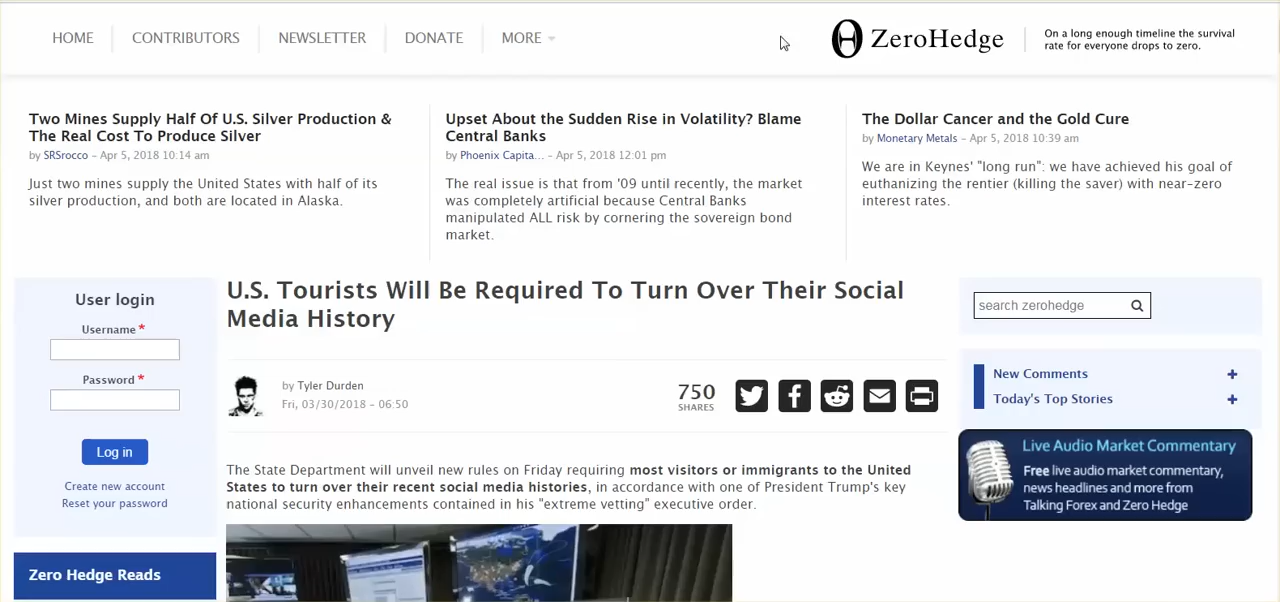 HOME
CONTRIBUTORS
NEWSLETTER
DONATE
MORE
ZeroHedge
On a long enough timeline the survival
rate for everyone drops to zero.
Two Mines Supply Half Of U.S. Silver Production &
The Real Cost To Produce Silver
by SRSrocco – Apr 5, 2018 10:14 am
Just two mines supply the United States with half of its
silver production, and both are located in Alaska.
Upset About the Sudden Rise in Volatility? Blame
Central Banks
by Phoenix Capita... – Apr 5, 2018 12:01 pm
The real issue is that from '09 until recently, the market
was completely artificial because Central Banks
manipulated ALL risk by cornering the sovereign bond
market.
The Dollar Cancer and the Gold Cure
by Monetary Metals – Apr 5, 2018 10:39 am
We are in Keynes' "long run": we have achieved his goal of
euthanizing the rentier (killing the saver) with near-zero
interest rates.
User login
Username *
Password *
Log in
Create new account
Reset your password
Zero Hedge Reads
U.S. Tourists Will Be Required To Turn Over Their Social
Media History
by Tyler Durden
Fri, 03/30/2018 – 06:50
750
SHARES
The State Department will unveil new rules on Friday requiring most visitors or immigrants to the United
States to turn over their recent social media histories, in accordance with one of President Trump's key
national security enhancements contained in his "extreme vetting" executive order.
search zerohedge
New Comments
Today's Top Stories
Live Audio Market Commentary
Free live audio market commentary,
news headlines and more from
Talking Forex and Zero Hedge